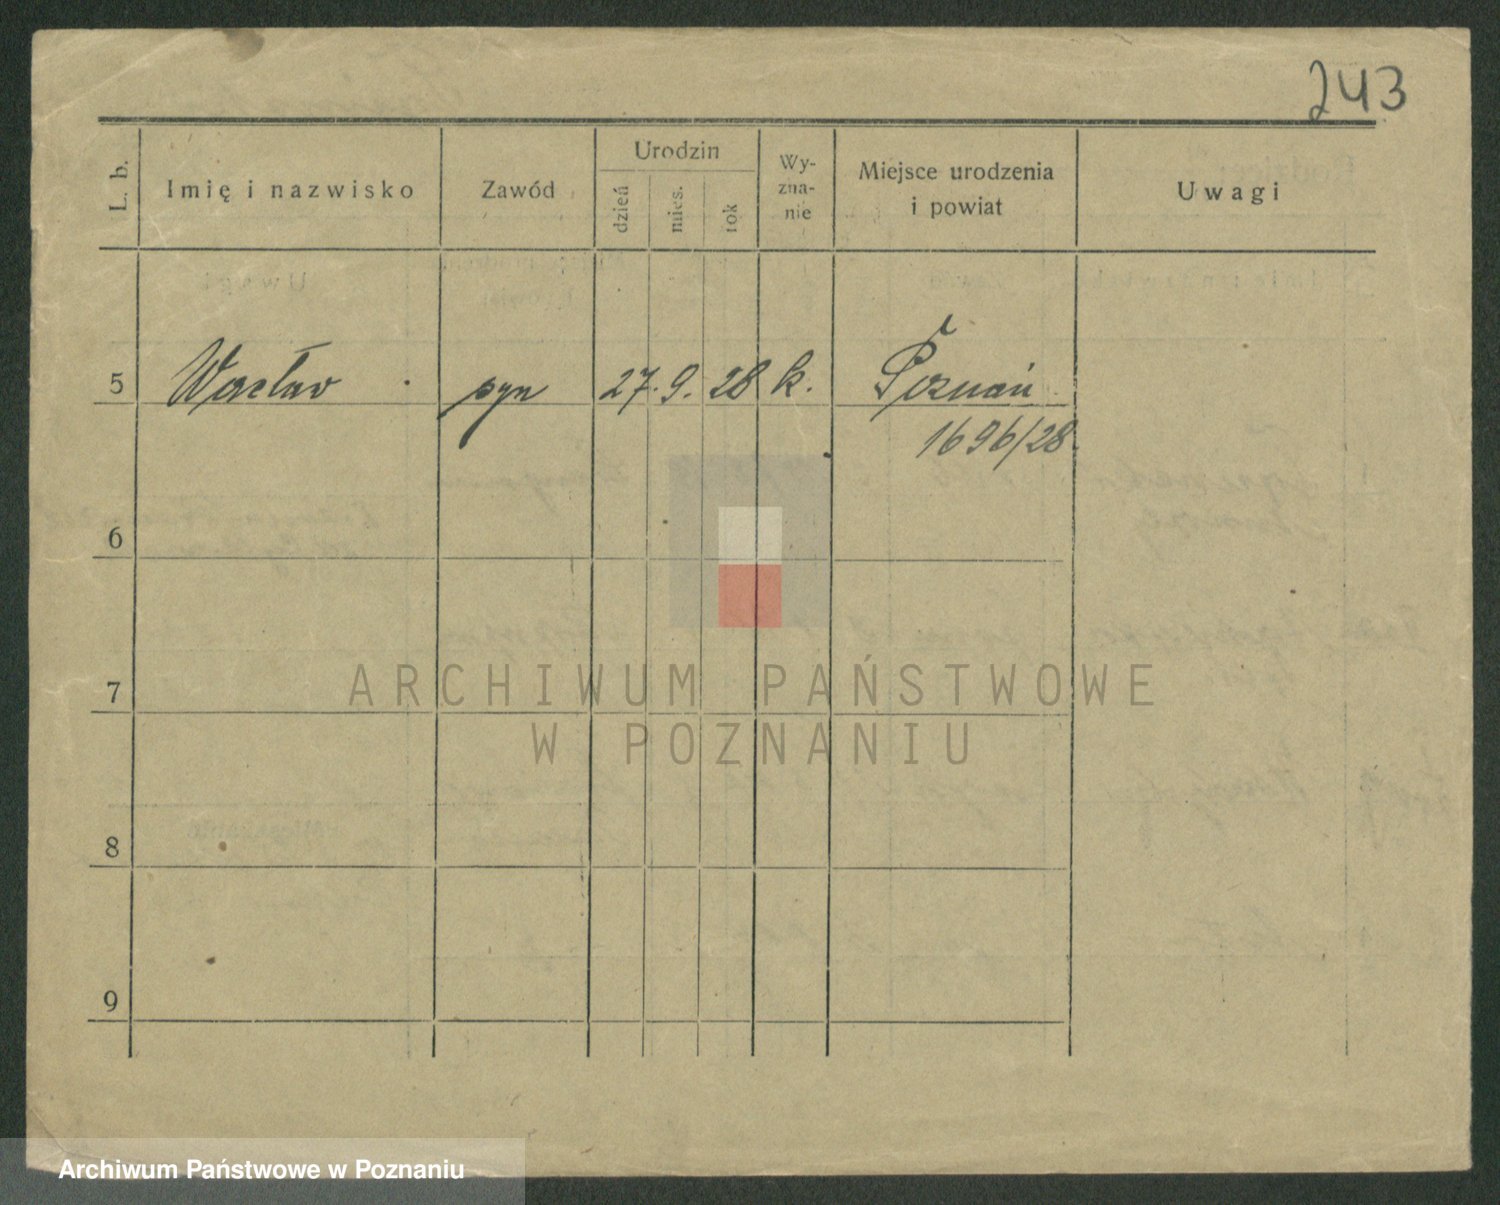 243
L. b.
Imię i nazwisko
Zawód
Urodzin
dzień
mies.
rok
Wy-
zna-
nie
Miejsce urodzenia
i powiat
Uwagi
5 Wacław syn 27. 9. 28 k. Poznań
1696/28.
6
7
8
9
ARCHIWUM PAŃSTWOWE
W POZNANIU
Archiwum Państwowe w Poznaniu